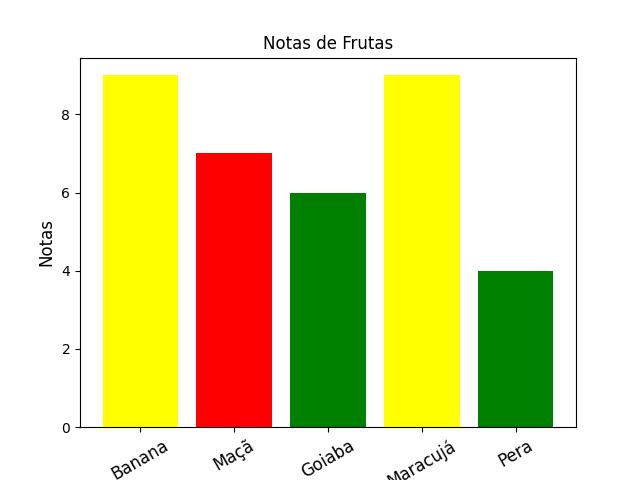 Notas de Frutas
Notas
8
6
4
2
0
Banana
Maçã
Goiaba
Maracujá
Pera